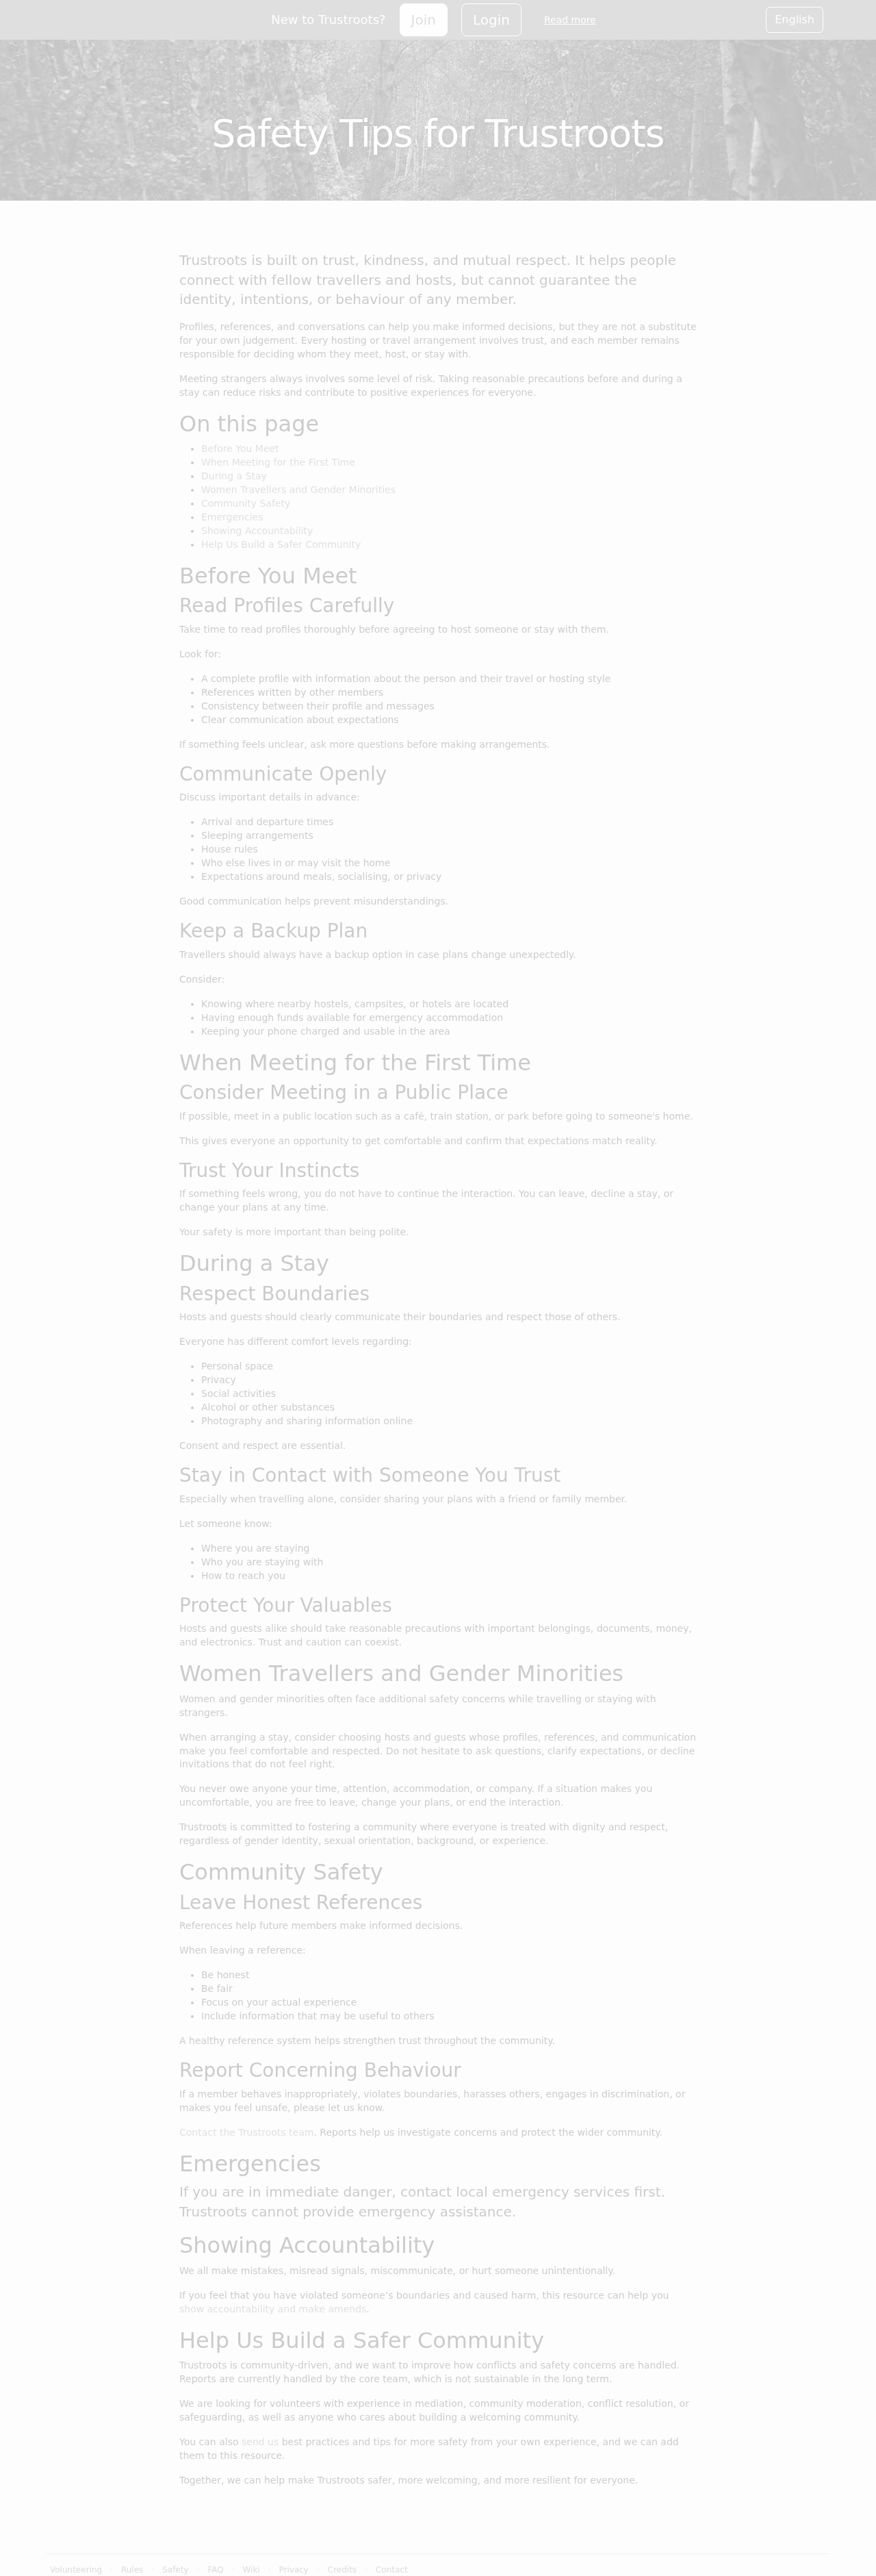 New to Trustroots? Join Login Read more English
Safety Tips for Trustroots
Trustroots is built on trust, kindness, and mutual respect. It helps people
connect with fellow travellers and hosts, but cannot guarantee the
identity, intentions, or behaviour of any member.
Profiles, references, and conversations can help you make informed decisions, but they are not a substitute
for your own judgement. Every hosting or travel arrangement involves trust, and each member remains
responsible for deciding whom they meet, host, or stay with.
Meeting strangers always involves some level of risk. Taking reasonable precautions before and during a
stay can reduce risks and contribute to positive experiences for everyone.
On this page
• Before You Meet
• When Meeting for the First Time
• During a Stay
• Women Travellers and Gender Minorities
• Community Safety
• Emergencies
• Showing Accountability
• Help Us Build a Safer Community
Before You Meet
Read Profiles Carefully
Take time to read profiles thoroughly before agreeing to host someone or stay with them.
Look for:
• A complete profile with information about the person and their travel or hosting style
• References written by other members
• Consistency between their profile and messages
• Clear communication about expectations
If something feels unclear, ask more questions before making arrangements.
Communicate Openly
Discuss important details in advance:
• Arrival and departure times
• Sleeping arrangements
• House rules
• Who else lives in or may visit the home
• Expectations around meals, socialising, or privacy
Good communication helps prevent misunderstandings.
Keep a Backup Plan
Travellers should always have a backup option in case plans change unexpectedly.
Consider:
• Knowing where nearby hostels, campsites, or hotels are located
• Having enough funds available for emergency accommodation
• Keeping your phone charged and usable in the area
When Meeting for the First Time
Consider Meeting in a Public Place
If possible, meet in a public location such as a café, train station, or park before going to someone's home.
This gives everyone an opportunity to get comfortable and confirm that expectations match reality.
Trust Your Instincts
If something feels wrong, you do not have to continue the interaction. You can leave, decline a stay, or
change your plans at any time.
Your safety is more important than being polite.
During a Stay
Respect Boundaries
Hosts and guests should clearly communicate their boundaries and respect those of others.
Everyone has different comfort levels regarding:
• Personal space
• Privacy
• Social activities
• Alcohol or other substances
• Photography and sharing information online
Consent and respect are essential.
Stay in Contact with Someone You Trust
Especially when travelling alone, consider sharing your plans with a friend or family member.
Let someone know:
• Where you are staying
• Who you are staying with
• How to reach you
Protect Your Valuables
Hosts and guests alike should take reasonable precautions with important belongings, documents, money,
and electronics. Trust and caution can coexist.
Women Travellers and Gender Minorities
Women and gender minorities often face additional safety concerns while travelling or staying with
strangers.
When arranging a stay, consider choosing hosts and guests whose profiles, references, and communication
make you feel comfortable and respected. Do not hesitate to ask questions, clarify expectations, or decline
invitations that do not feel right.
You never owe anyone your time, attention, accommodation, or company. If a situation makes you
uncomfortable, you are free to leave, change your plans, or end the interaction.
Trustroots is committed to fostering a community where everyone is treated with dignity and respect,
regardless of gender identity, sexual orientation, background, or experience.
Community Safety
Leave Honest References
References help future members make informed decisions.
When leaving a reference:
• Be honest
• Be fair
• Focus on your actual experience
• Include information that may be useful to others
A healthy reference system helps strengthen trust throughout the community.
Report Concerning Behaviour
If a member behaves inappropriately, violates boundaries, harasses others, engages in discrimination, or
makes you feel unsafe, please let us know.
Contact the Trustroots team. Reports help us investigate concerns and protect the wider community.
Emergencies
If you are in immediate danger, contact local emergency services first.
Trustroots cannot provide emergency assistance.
Showing Accountability
We all make mistakes, misread signals, miscommunicate, or hurt someone unintentionally.
If you feel that you have violated someone's boundaries and caused harm, this resource can help you
show accountability and make amends.
Help Us Build a Safer Community
Trustroots is community-driven, and we want to improve how conflicts and safety concerns are handled.
Reports are currently handled by the core team, which is not sustainable in the long term.
We are looking for volunteers with experience in mediation, community moderation, conflict resolution, or
safeguarding, as well as anyone who cares about building a welcoming community.
You can also send us best practices and tips for more safety from your own experience, and we can add
them to this resource.
Together, we can help make Trustroots safer, more welcoming, and more resilient for everyone.
Volunteering Rules Safety FAQ Wiki Privacy Credits Contact